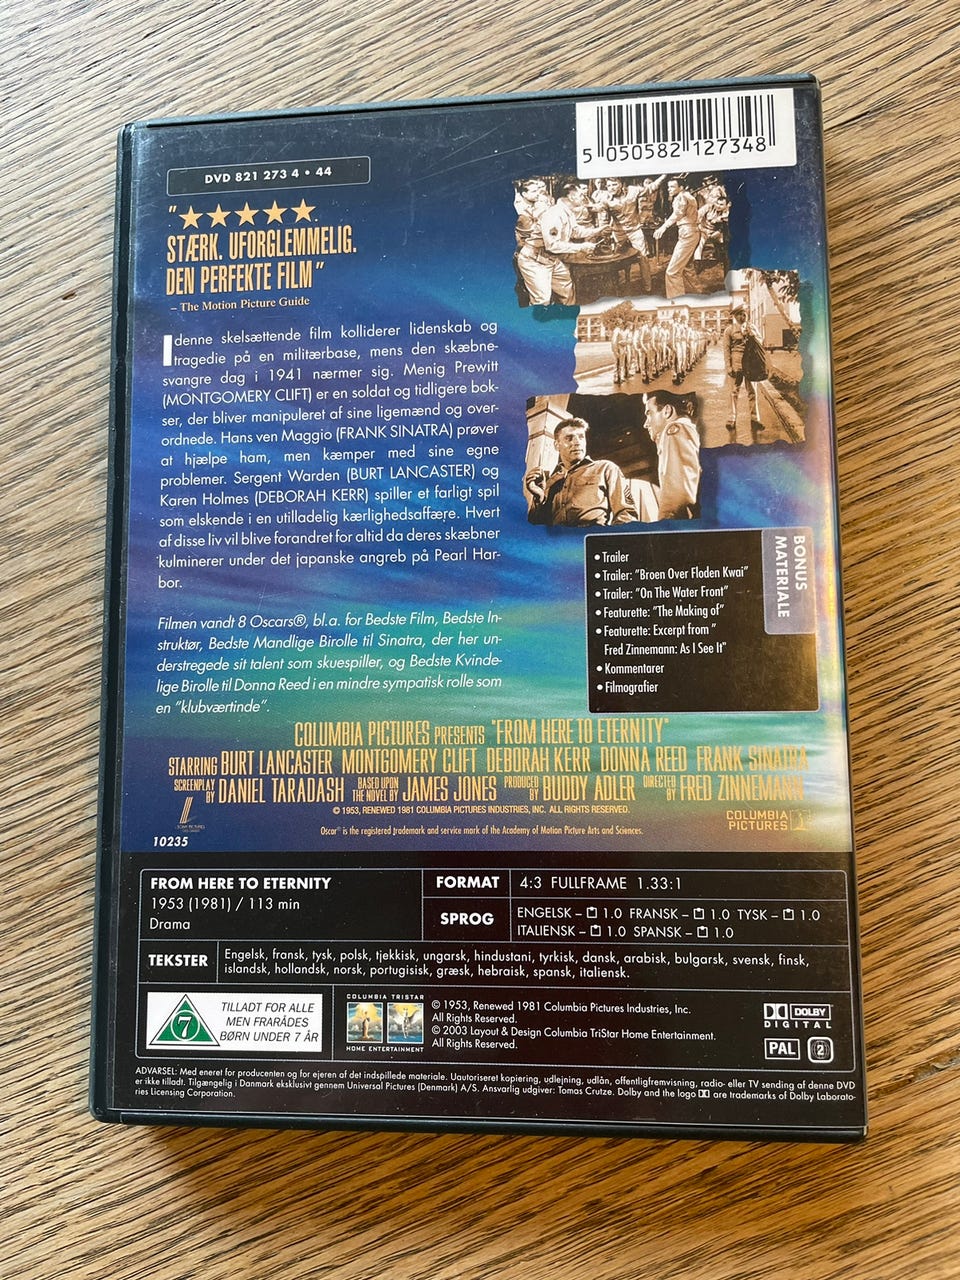 5 050582 127348
DVD 821 273 4 • 44
"★★★★★
STÆRK. UFORGLEMMELIG.
DEN PERFEKTE FILM"
– The Motion Picture Guide
I denne skelsættende film kolliderer lidenskab og
tragedie på en militærbase, mens den skæbne-
svangre dag i 1941 nærmer sig. Menig Prewitt
(MONTGOMERY CLIFT) er en soldat og tidligere bok-
ser, der bliver manipuleret af sine ligemænd og over-
ordnede. Hans ven Maggio (FRANK SINATRA) prøver
at hjælpe ham, men kæmper med sine egne
problemer. Sergent Warden (BURT LANCASTER) og
Karen Holmes (DEBORAH KERR) spiller et farligt spil
som elskende i en utilladelig kærlighedsaffære. Hvert
af disse liv vil blive forandret for altid da deres skæbner
kulminerer under det japanske angreb på Pearl Har-
bor.
Filmen vandt 8 Oscars®, bl.a. for Bedste Film, Bedste In-
struktør, Bedste Mandlige Birolle til Sinatra, der her un-
derstregede sit talent som skuespiller, og Bedste Kvinde-
lige Birolle til Donna Reed i en mindre sympatisk rolle som
en "klubværtinde".
BONUS
MATERIALE
• Trailer
• Trailer: "Broen Over Floden Kwai"
• Trailer: "On The Water Front"
• Featurette: "The Making of"
• Featurette: Excerpt from "
Fred Zinnemann: As I See It"
• Kommentarer
• Filmografier
COLUMBIA PICTURES PRESENTS "FROM HERE TO ETERNITY"
STARRING BURT LANCASTER MONTGOMERY CLIFT DEBORAH KERR DONNA REED FRANK SINATRA
SCREENPLAY BY DANIEL TARADASH BASED UPON THE NOVEL BY JAMES JONES PRODUCED BY BUDDY ADLER DIRECTED BY FRED ZINNEMANN
© 1953, RENEWED 1981 COLUMBIA PICTURES INDUSTRIES, INC. ALL RIGHTS RESERVED.
Oscar® is the registered trademark and service mark of the Academy of Motion Picture Arts and Sciences.
COLUMBIA
PICTURES
10235
FROM HERE TO ETERNITY
1953 (1981) / 113 min
Drama
FORMAT 4:3 FULLFRAME 1.33:1
SPROG ENGELSK – 1.0 FRANSK – 1.0 TYSK – 1.0
ITALIENSK – 1.0 SPANSK – 1.0
TEKSTER Engelsk, fransk, tysk, polsk, tjekkisk, ungarsk, hindustani, tyrkisk, dansk, arabisk, bulgarsk, svensk, finsk,
islandsk, hollandsk, norsk, portugisisk, græsk, hebraisk, spansk, italiensk.
7
TILLADT FOR ALLE
MEN FRARÅDES
BØRN UNDER 7 ÅR
COLUMBIA TRISTAR
HOME ENTERTAINMENT
© 1953, Renewed 1981 Columbia Pictures Industries, Inc.
All Rights Reserved.
© 2003 Layout & Design Columbia TriStar Home Entertainment.
All Rights Reserved.
DOLBY
DIGITAL
PAL 2
ADVARSEL: Med eneret for producenten og for ejeren af det indspillede materiale. Uautoriseret kopiering, udlejning, udlån, offentligfremvisning, radio- eller TV sending af denne DVD
er ikke tilladt. Tilgængelig i Danmark eksklusivt gennem Universal Pictures (Denmark) A/S. Ansvarlig udgiver: Tomas Crutze. Dolby and the logo are trademarks of Dolby Laborato-
ries Licensing Corporation.